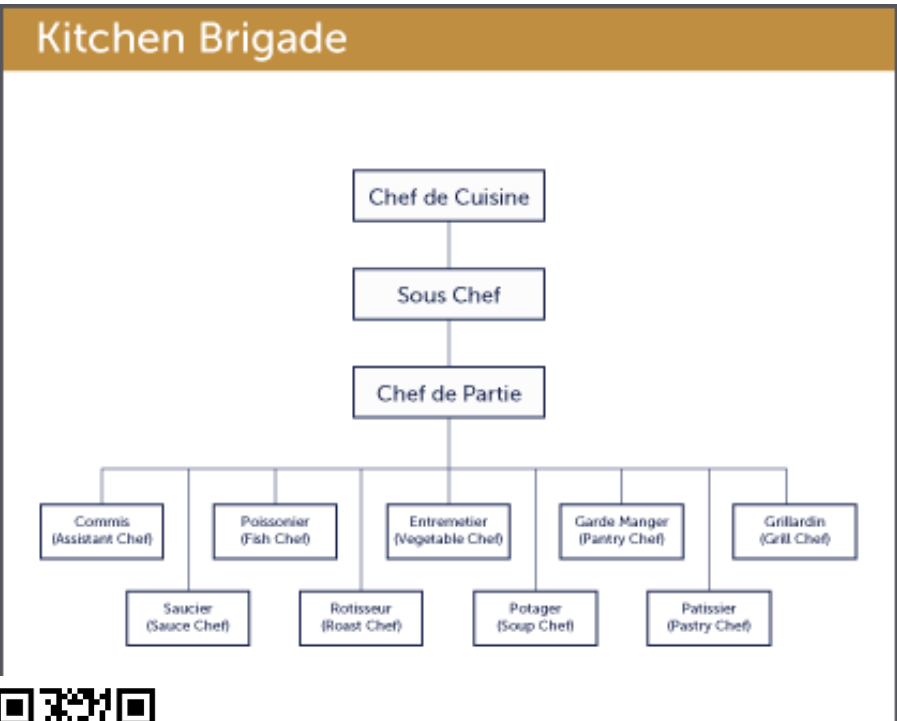 Kitchen Brigade
Chef de Cuisine
Sous Chef
Chef de Partie
Commis
(Assistant Chef)
Poissonier
(Fish Chef)
Entremetier
(Vegetable Chef)
Garde Manger
(Pantry Chef)
Grillardin
(Grill Chef)
Saucier
(Sauce Chef)
Rotisseur
(Roast Chef)
Potager
(Soup Chef)
Patissier
(Pastry Chef)